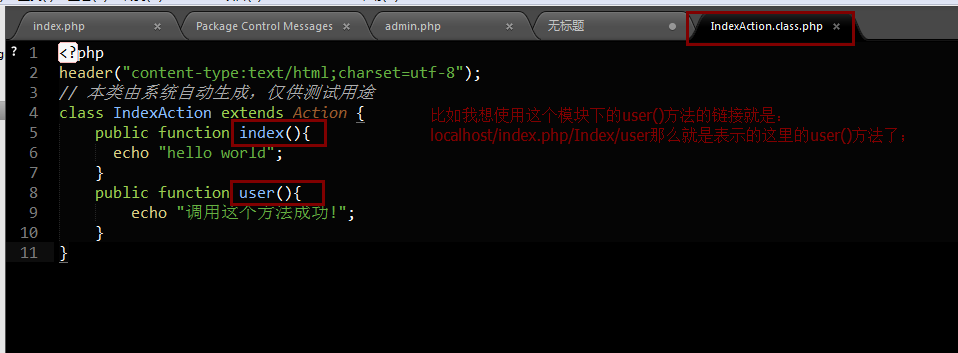 index.php × Package Control Messages × admin.php × 无标题 IndexAction.class.php ×
? 1 <?php
2 header("content-type:text/html;charset=utf-8");
3 // 本类由系统自动生成，仅供测试用途
4 class IndexAction extends Action {
比如我想使用这个模块下的user()方法的链接就是;
5 public function index(){
localhost/index.php/Index/user那么就是表示的这里的user()方法了;
6 echo "hello world";
7 }
8 public function user(){
9 echo "调用这个方法成功!";
10 }
11 }